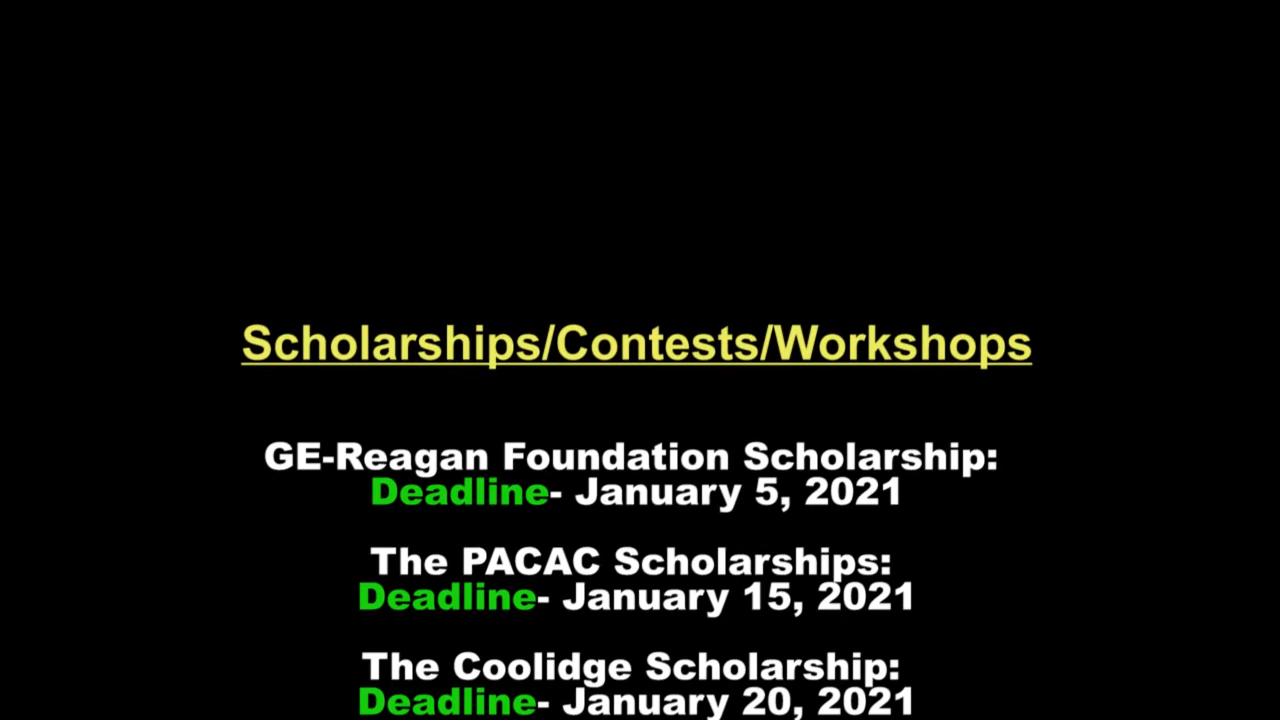 Scholarships/Contests/Workshops
GE-Reagan Foundation Scholarship:
Deadline- January 5, 2021
The PACAC Scholarships:
Deadline- January 15, 2021
The Coolidge Scholarship:
Deadline- January 20, 2021